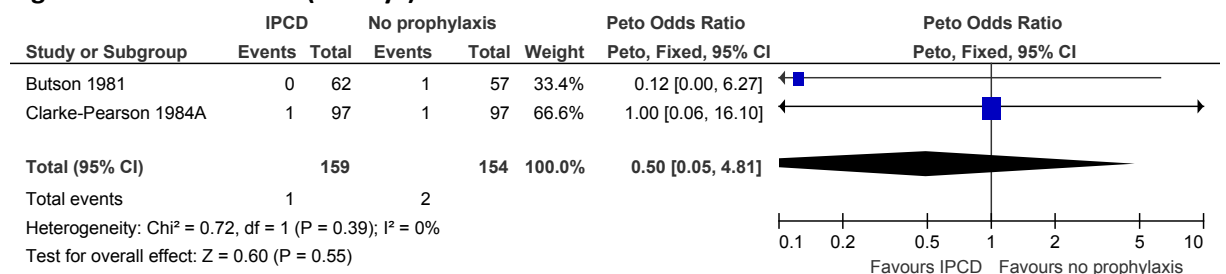 IPCD No prophylaxis Peto Odds Ratio Peto Odds Ratio
Study or Subgroup Events Total Events Total Weight Peto, Fixed, 95% CI Peto, Fixed, 95% CI
Butson 1981 0 62 1 57 33.4% 0.12 [0.00, 6.27]
Clarke-Pearson 1984A 1 97 1 97 66.6% 1.00 [0.06, 16.10]
Total (95% CI) 159 154 100.0% 0.50 [0.05, 4.81]
Total events 1 2
Heterogeneity: Chi² = 0.72, df = 1 (P = 0.39); I² = 0%
Test for overall effect: Z = 0.60 (P = 0.55)
0.1 0.2 0.5 1 2 5 10
Favours IPCD Favours no prophylaxis